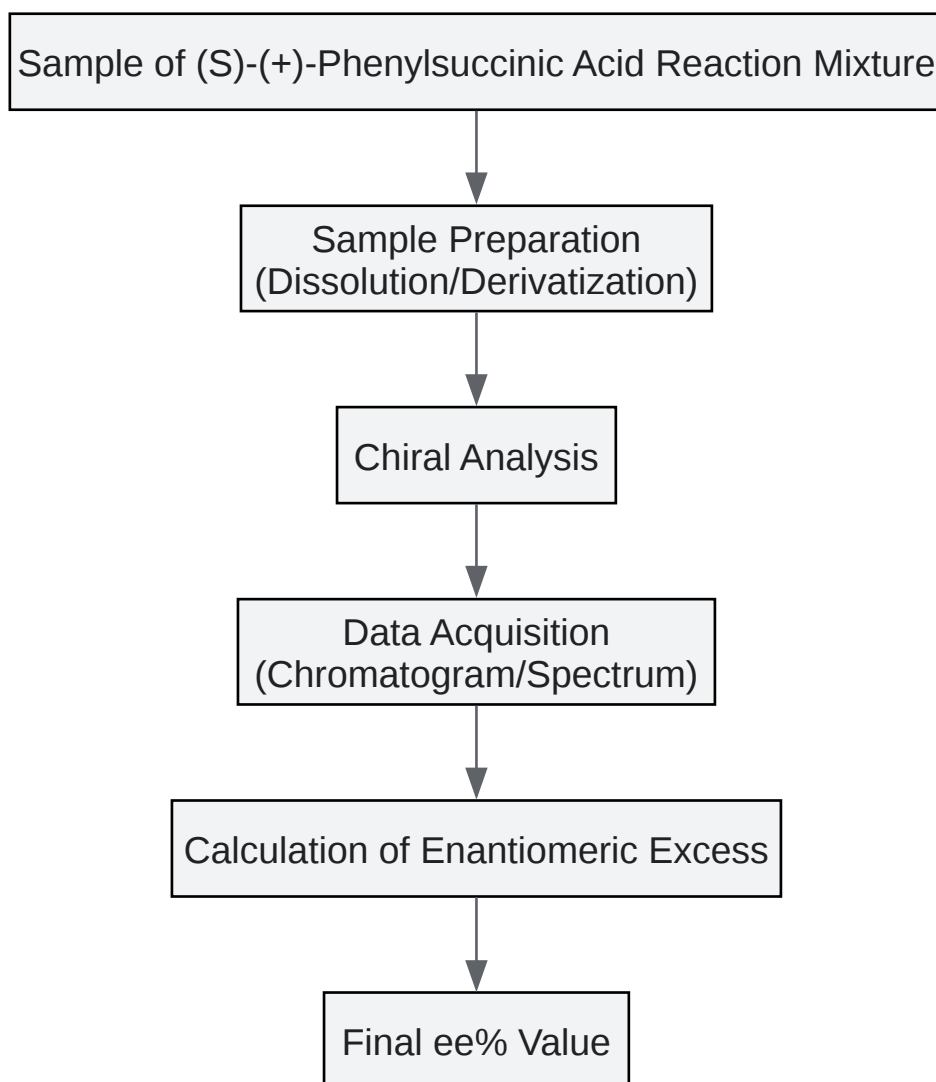 Sample of (S)-(+)-Phenylsuccinic Acid Reaction Mixture
Sample Preparation
(Dissolution/Derivatization)
Chiral Analysis
Data Acquisition
(Chromatogram/Spectrum)
Calculation of Enantiomeric Excess
Final ee% Value